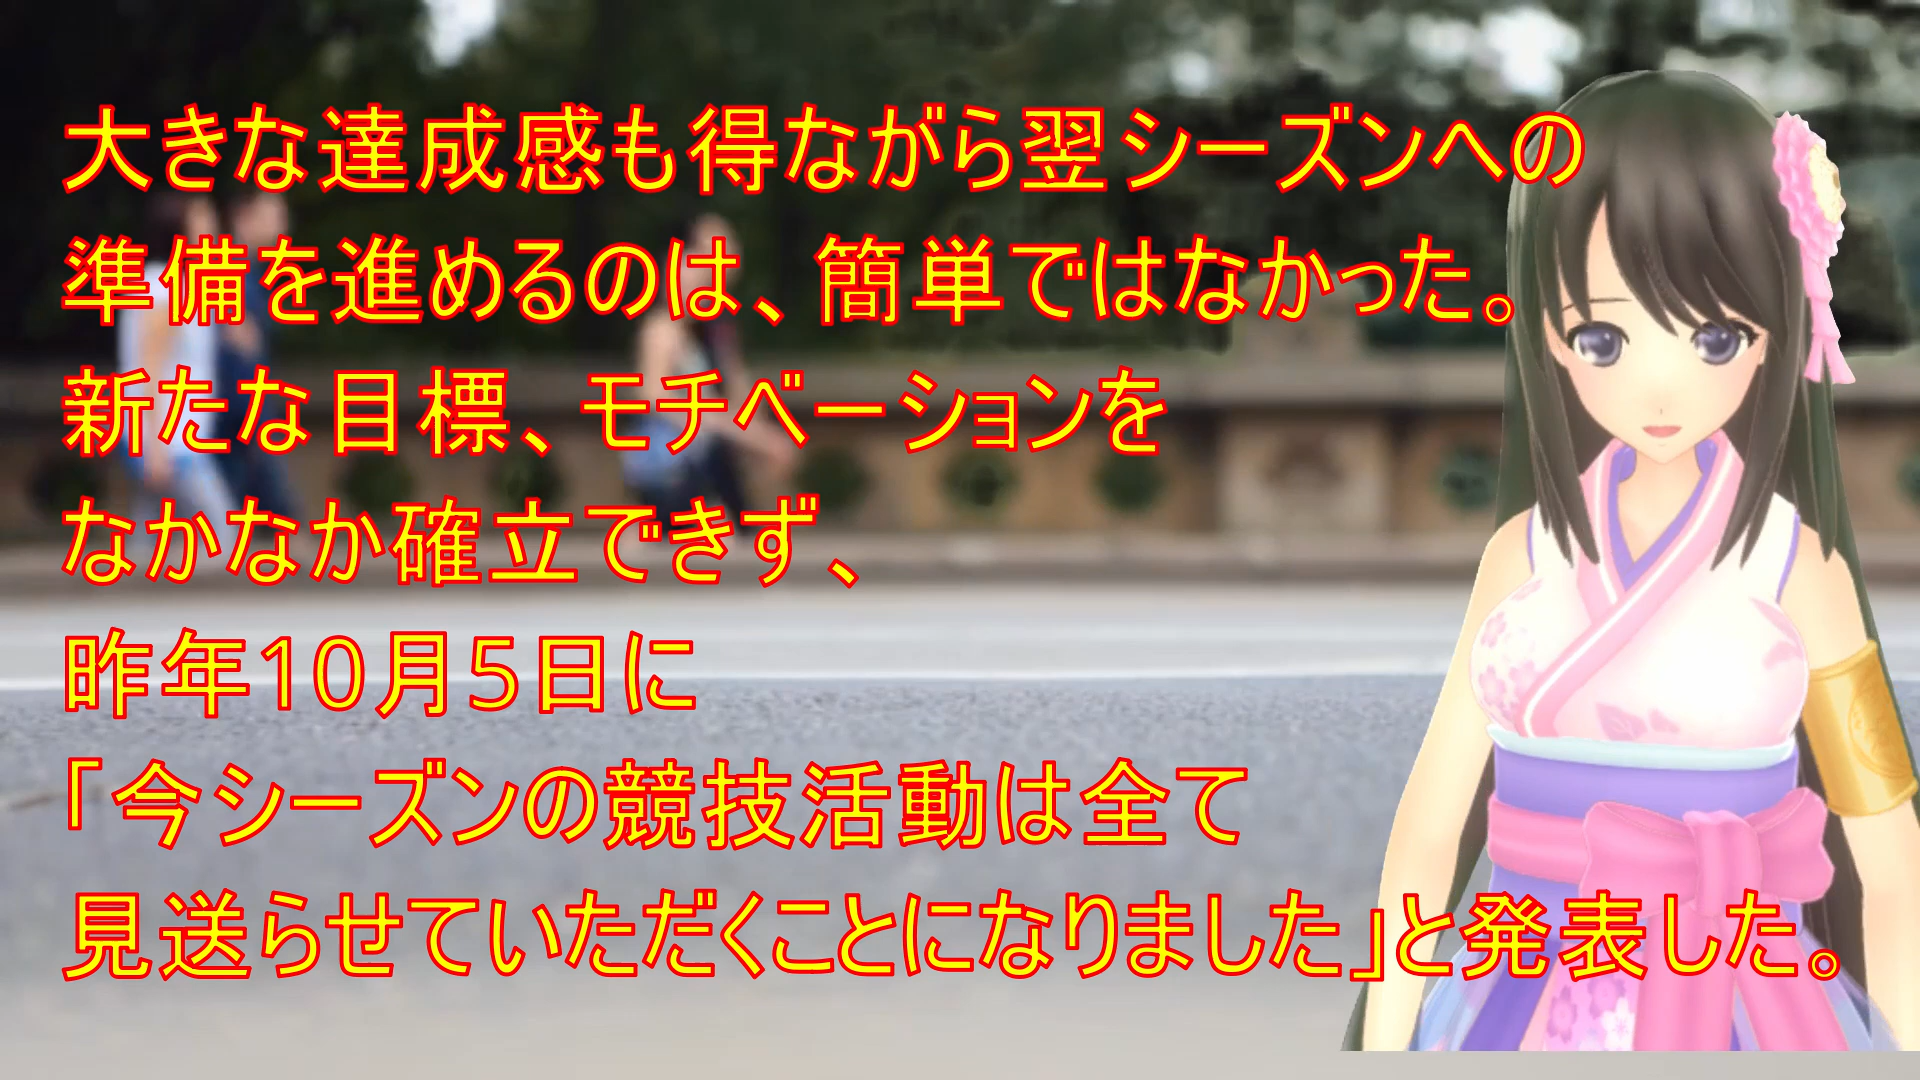 大きな達成感も得ながら翌シーズンへの
準備を進めるのは、簡単ではなかった。
新たな目標、モチベーションを
なかなか確立できず、
昨年10月5日に
「今シーズンの競技活動は全て
見送らせていただくことになりました」と発表した。